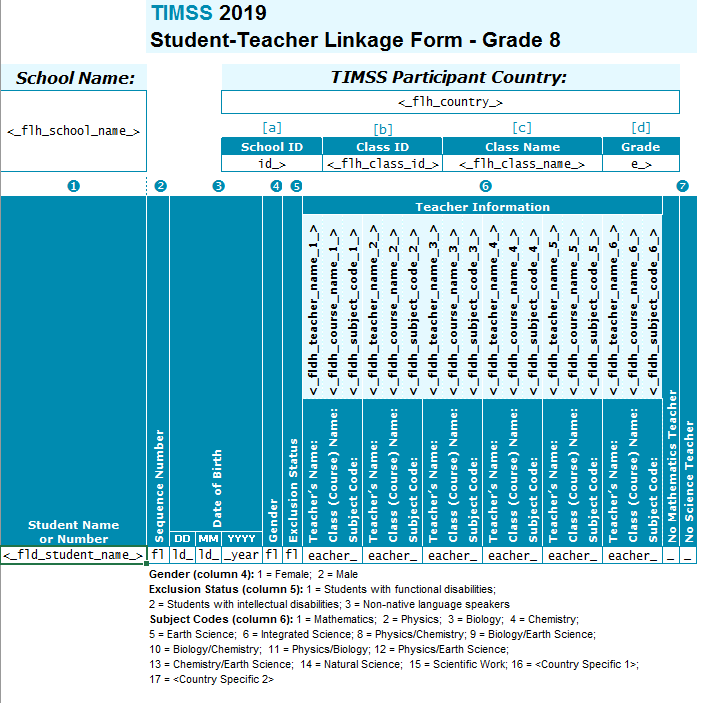 TIMSS 2019
Student-Teacher Linkage Form - Grade 8
School Name:
TIMSS Participant Country:
<_flh_school_name_>
<_flh_country_>
[a] [b] [c] [d]
School ID Class ID Class Name Grade
id_> <_flh_class_id_> <_flh_class_name_> e_>
1 2 3 4 5 6 7
Teacher Information
<_fldh_teacher_name_1_>
<_fldh_course_name_1_>
<_fldh_subject_code_1_>
<_fldh_teacher_name_2_>
<_fldh_course_name_2_>
<_fldh_subject_code_2_>
<_fldh_teacher_name_3_>
<_fldh_course_name_3_>
<_fldh_subject_code_3_>
<_fldh_teacher_name_4_>
<_fldh_course_name_4_>
<_fldh_subject_code_4_>
<_fldh_teacher_name_5_>
<_fldh_course_name_5_>
<_fldh_subject_code_5_>
<_fldh_teacher_name_6_>
<_fldh_course_name_6_>
<_fldh_subject_code_6_>
Student Name
or Number
Sequence Number
Date of Birth
DD MM YYYY
Gender
Exclusion Status
Teacher's Name:
Class (Course) Name:
Subject Code:
Teacher's Name:
Class (Course) Name:
Subject Code:
Teacher's Name:
Class (Course) Name:
Subject Code:
Teacher's Name:
Class (Course) Name:
Subject Code:
Teacher's Name:
Class (Course) Name:
Subject Code:
Teacher's Name:
Class (Course) Name:
Subject Code:
No Mathematics Teacher
No Science Teacher
<_fld_student_name_> fl ld_ ld_ _year fl fl eacher_ eacher_ eacher_ eacher_ eacher_ eacher_ _ _
Gender (column 4): 1 = Female; 2 = Male
Exclusion Status (column 5): 1 = Students with functional disabilities;
2 = Students with intellectual disabilities; 3 = Non-native language speakers
Subject Codes (column 6): 1 = Mathematics; 2 = Physics; 3 = Biology; 4 = Chemistry;
5 = Earth Science; 6 = Integrated Science; 8 = Physics/Chemistry; 9 = Biology/Earth Science;
10 = Biology/Chemistry; 11 = Physics/Biology; 12 = Physics/Earth Science;
13 = Chemistry/Earth Science; 14 = Natural Science; 15 = Scientific Work; 16 = <Country Specific 1>;
17 = <Country Specific 2>